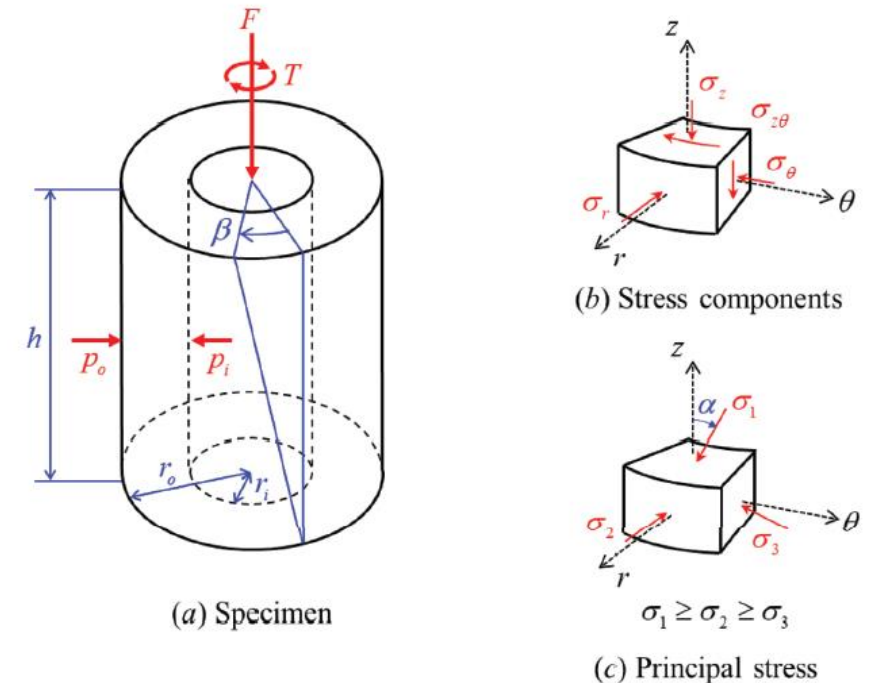 F
T
β
h
p_o
p_i
r_o
r_i
(a) Specimen
z
σ_z
σ_zθ
σ_θ
σ_r
θ
r
(b) Stress components
z
α
σ_1
σ_2
σ_3
θ
r
σ_1 ≥ σ_2 ≥ σ_3
(c) Principal stress